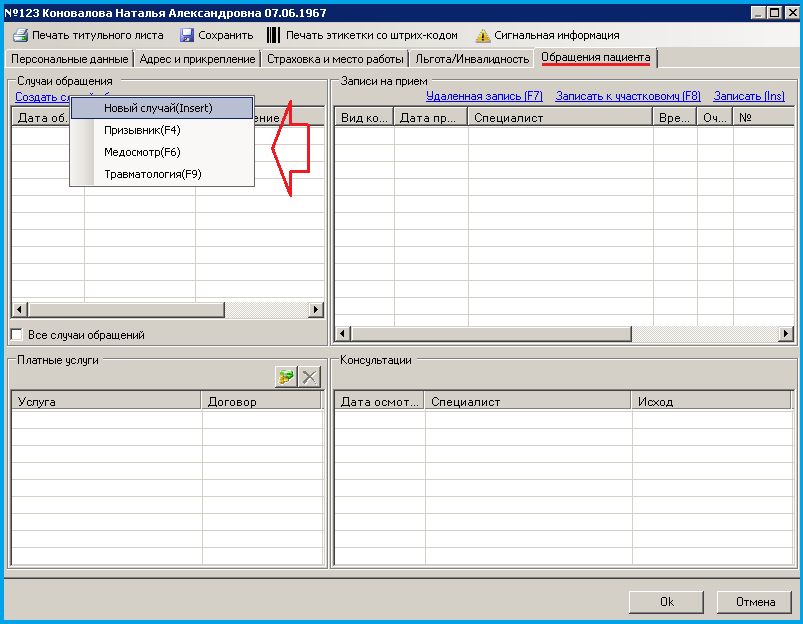 №123 Коновалова Наталья Александровна 07.06.1967
Печать титульного листа Сохранить Печать этикетки со штрих-кодом Сигнальная информация
Персональные данные Адрес и прикрепление Страховка и место работы Льгота/Инвалидность Обращения пациента
Случаи обращения
Создать
Новый случай(Insert)
Призывник(F4)
Медосмотр(F6)
Травматология(F9)
Дата об.
Все случаи обращений
Записи на прием
Удаленная запись (F7) Записать к участковому (F8) Записать (Ins)
Вид ко... Дата пр... Специалист Вре... Оч... №
Платные услуги
Услуга Договор
Консультации
Дата осмот... Специалист Исход
Ok Отмена